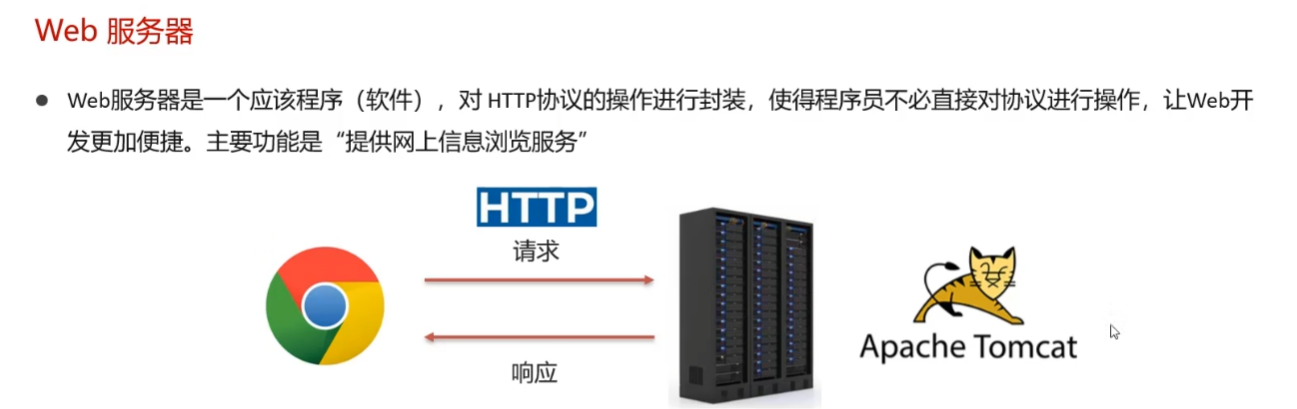 Web 服务器
● Web服务器是一个应该程序（软件），对 HTTP协议的操作进行封装，使得程序员不必直接对协议进行操作，让Web开
发更加便捷。主要功能是“提供网上信息浏览服务”
HTTP
请求
响应
Apache Tomcat